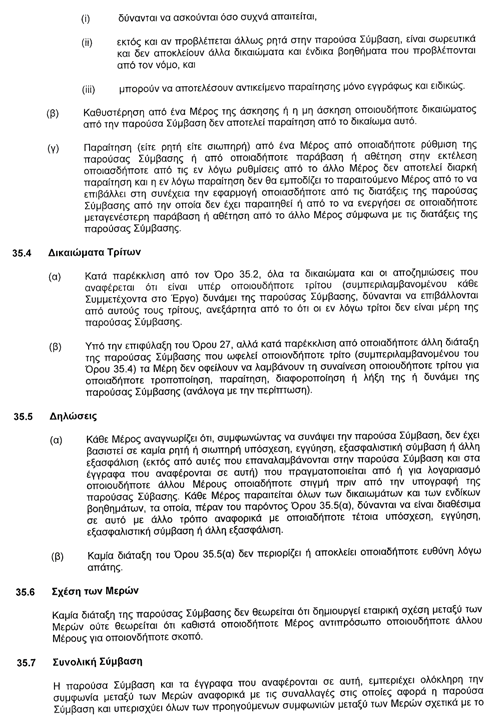 (i) δύνανται να ασκούνται όσο συχνά απαιτείται,
(ii) εκτός και αν προβλέπεται άλλως ρητά στην παρούσα Σύμβαση, είναι σωρευτικά
και δεν αποκλείουν άλλα δικαιώματα και ένδικα βοηθήματα που προβλέπονται
από τον νόμο, και
(iii) μπορούν να αποτελέσουν αντικείμενο παραίτησης μόνο εγγράφως και ειδικώς.
(β) Καθυστέρηση από ένα Μέρος της άσκησης ή η μη άσκηση οποιουδήποτε δικαιώματος
από την παρούσα Σύμβαση δεν αποτελεί παραίτηση από το δικαίωμα αυτό.
(γ) Παραίτηση (είτε ρητή είτε σιωπηρή) από ένα Μέρος από οποιαδήποτε ρύθμιση της
παρούσας Σύμβασης ή από οποιαδήποτε παράβαση ή αθέτηση στην εκτέλεση
οποιασδήποτε από τις εν λόγω ρυθμίσεις από το άλλο Μέρος δεν αποτελεί διαρκή
παραίτηση και η εν λόγω παραίτηση δεν θα εμποδίζει το παραιτούμενο Μέρος από το να
επιβάλλει στη συνέχεια την εφαρμογή οποιασδήποτε από τις διατάξεις της παρούσας
Σύμβασης από την οποία δεν έχει παραιτηθεί ή από το να ενεργήσει σε οποιαδήποτε
μεταγενέστερη παράβαση ή αθέτηση από το άλλο Μέρος σύμφωνα με τις διατάξεις της
παρούσας Σύμβασης.
35.4 Δικαιώματα Τρίτων
(α) Κατά παρέκκλιση από τον Όρο 35.2, όλα τα δικαιώματα και οι αποζημιώσεις που
αναφέρεται ότι είναι υπέρ οποιουδήποτε τρίτου (συμπεριλαμβανομένου κάθε
Συμμετέχοντα στο Έργο) δυνάμει της παρούσας Σύμβασης, δύνανται να επιβάλλονται
από αυτούς τους τρίτους, ανεξάρτητα από το ότι οι εν λόγω τρίτοι δεν είναι μέρη της
παρούσας Σύμβασης.
(β) Υπό την επιφύλαξη του Όρου 27, αλλά κατά παρέκκλιση από οποιαδήποτε άλλη διάταξη
της παρούσας Σύμβασης που ωφελεί οποιονδήποτε τρίτο (συμπεριλαμβανομένου του
Όρου 35.4) τα Μέρη δεν οφείλουν να λαμβάνουν τη συναίνεση οποιουδήποτε τρίτου για
οποιαδήποτε τροποποίηση, παραίτηση, διαφοροποίηση ή λήξη της ή δυνάμει της
παρούσας Σύμβασης (ανάλογα με την περίπτωση).
35.5 Δηλώσεις
(α) Κάθε Μέρος αναγνωρίζει ότι, συμφωνώντας να συνάψει την παρούσα Σύμβαση, δεν έχει
βασιστεί σε καμία ρητή ή σιωπηρή υπόσχεση, εγγύηση, εξασφαλιστική σύμβαση ή άλλη
εξασφάλιση (εκτός από αυτές που επαναλαμβάνονται στην παρούσα Σύμβαση και στα
έγγραφα που αναφέρονται σε αυτή) που πραγματοποιείται από ή για λογαριασμό
οποιουδήποτε άλλου Μέρους οποιαδήποτε στιγμή πριν από την υπογραφή της
παρούσας Σύβασης. Κάθε Μέρος παραιτείται όλων των δικαιωμάτων και των ενδίκων
βοηθημάτων, τα οποία, πέραν του παρόντος Όρου 35.5(α), δύνανται να είναι διαθέσιμα
σε αυτό με άλλο τρόπο αναφορικά με οποιαδήποτε τέτοια υπόσχεση, εγγύηση,
εξασφαλιστική σύμβαση ή άλλη εξασφάλιση.
(β) Καμία διάταξη του Όρου 35.5(α) δεν περιορίζει ή αποκλείει οποιαδήποτε ευθύνη λόγω
απάτης.
35.6 Σχέση των Μερών
Καμία διάταξη της παρούσας Σύμβασης δεν θεωρείται ότι δημιουργεί εταιρική σχέση μεταξύ των
Μερών ούτε θεωρείται ότι καθιστά οποιοδήποτε Μέρος αντιπρόσωπο οποιουδήποτε άλλου
Μέρους για οποιονδήποτε σκοπό.
35.7 Συνολική Σύμβαση
Η παρούσα Σύμβαση και τα έγγραφα που αναφέρονται σε αυτή, εμπεριέχει ολόκληρη την
συμφωνία μεταξύ των Μερών αναφορικά με τις συναλλαγές στις οποίες αφορά η παρούσα
Σύμβαση και υπερισχύει όλων των προηγούμενων συμφωνιών μεταξύ των Μερών σχετικά με το